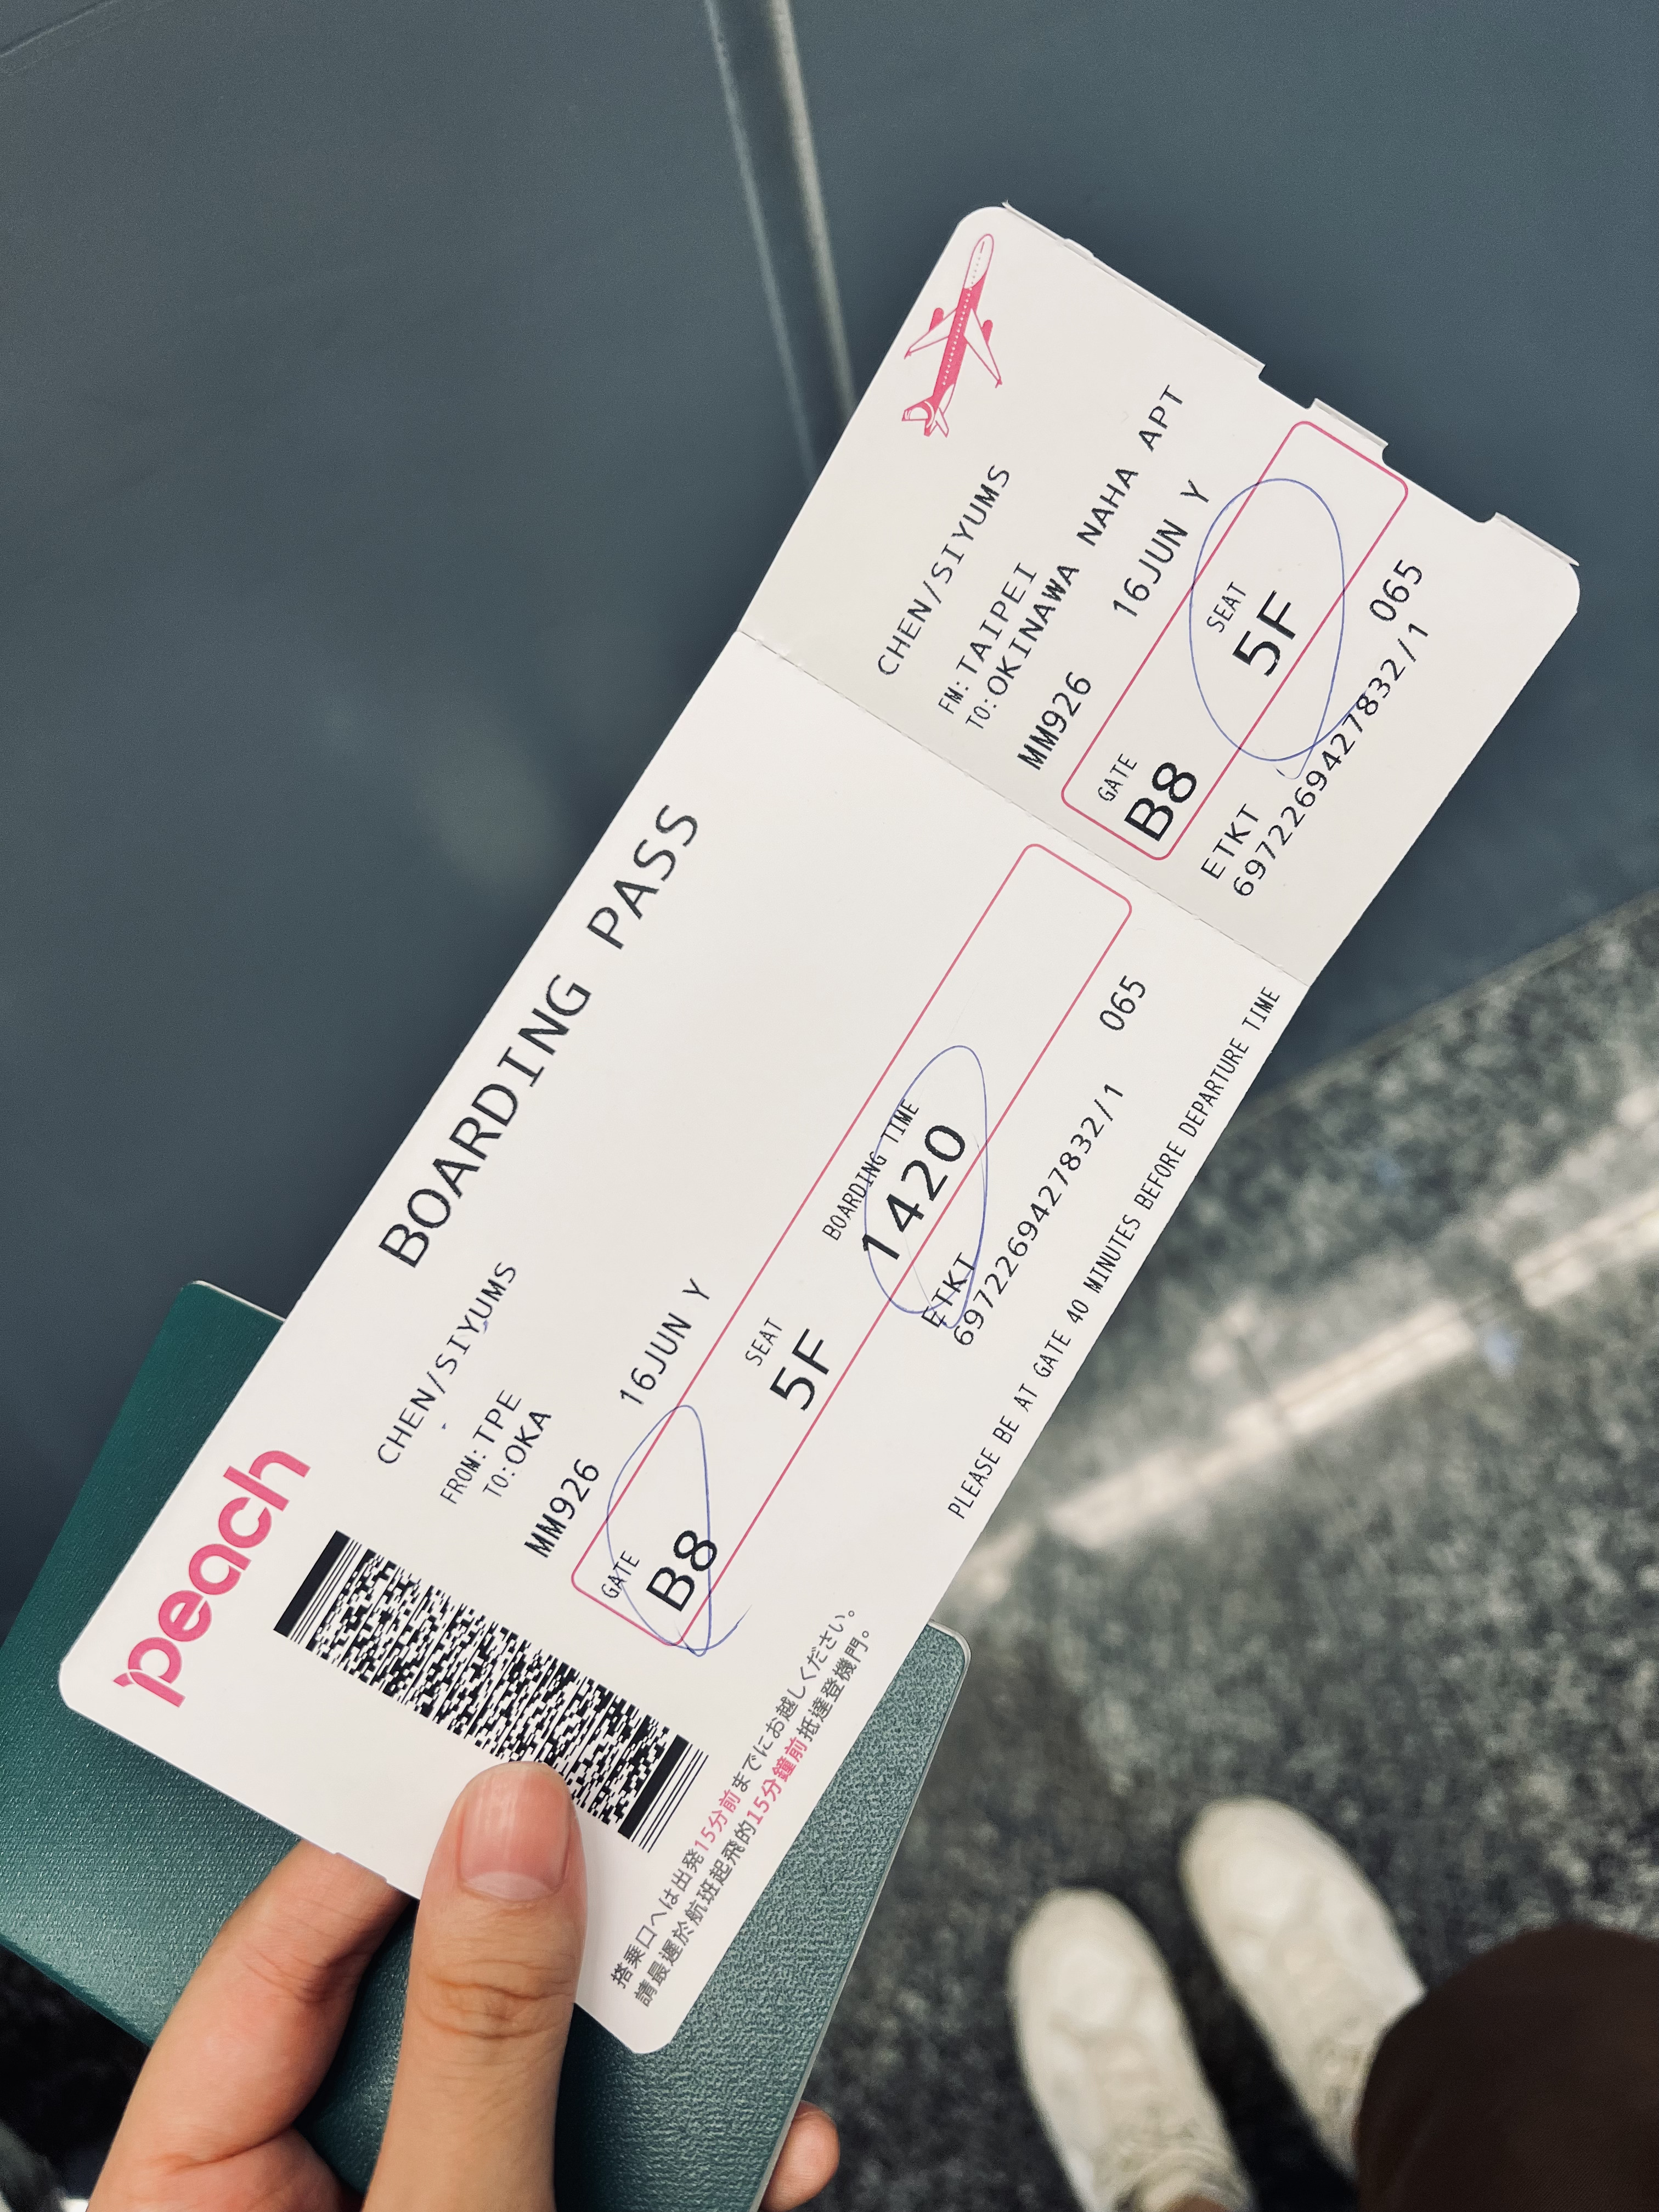 peach
BOARDING PASS
CHEN/SIYUMS
FROM:TPE
TO:OKA
MM926 16JUN Y
GATE SEAT BOARDING TIME
B8 5F 1420
ETKT
6972269427832/1 065
PLEASE BE AT GATE 40 MINUTES BEFORE DEPARTURE TIME
搭乗口へは出発15分前までにお越しください。
請最遲於航班起飛的15分鐘前抵達登機門。
CHEN/SIYUMS
FM:TAIPEI
TO:OKINAWA NAHA APT
MM926 16JUN Y
GATE SEAT
B8 5F
ETKT 065
6972269427832/1